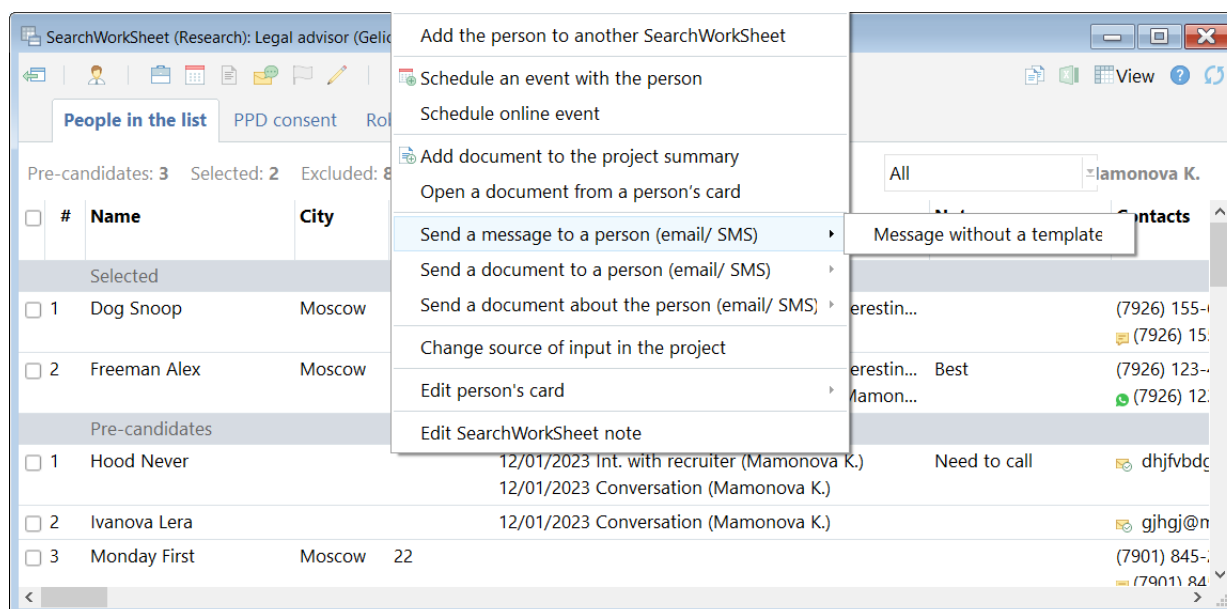 SearchWorkSheet (Research): Legal advisor (Gelic
View
People in the list PPD consent Rol
Pre-candidates: 3 Selected: 2 Excluded: 8
All
Mamonova K.
# Name City Contacts
Selected
1 Dog Snoop Moscow erestin... (7926) 155-
(7926) 15
2 Freeman Alex Moscow erestin... Best (7926) 123-
Mamon... (7926) 12
Pre-candidates
1 Hood Never 12/01/2023 Int. with recruiter (Mamonova K.) Need to call dhjfvbdg
12/01/2023 Conversation (Mamonova K.)
2 Ivanova Lera 12/01/2023 Conversation (Mamonova K.) gjhgj@m
3 Monday First Moscow 22 (7901) 845-
(7901) 84
Add the person to another SearchWorkSheet
Schedule an event with the person
Schedule online event
Add document to the project summary
Open a document from a person's card
Send a message to a person (email/ SMS)
Message without a template
Send a document to a person (email/ SMS)
Send a document about the person (email/ SMS)
Change source of input in the project
Edit person's card
Edit SearchWorkSheet note